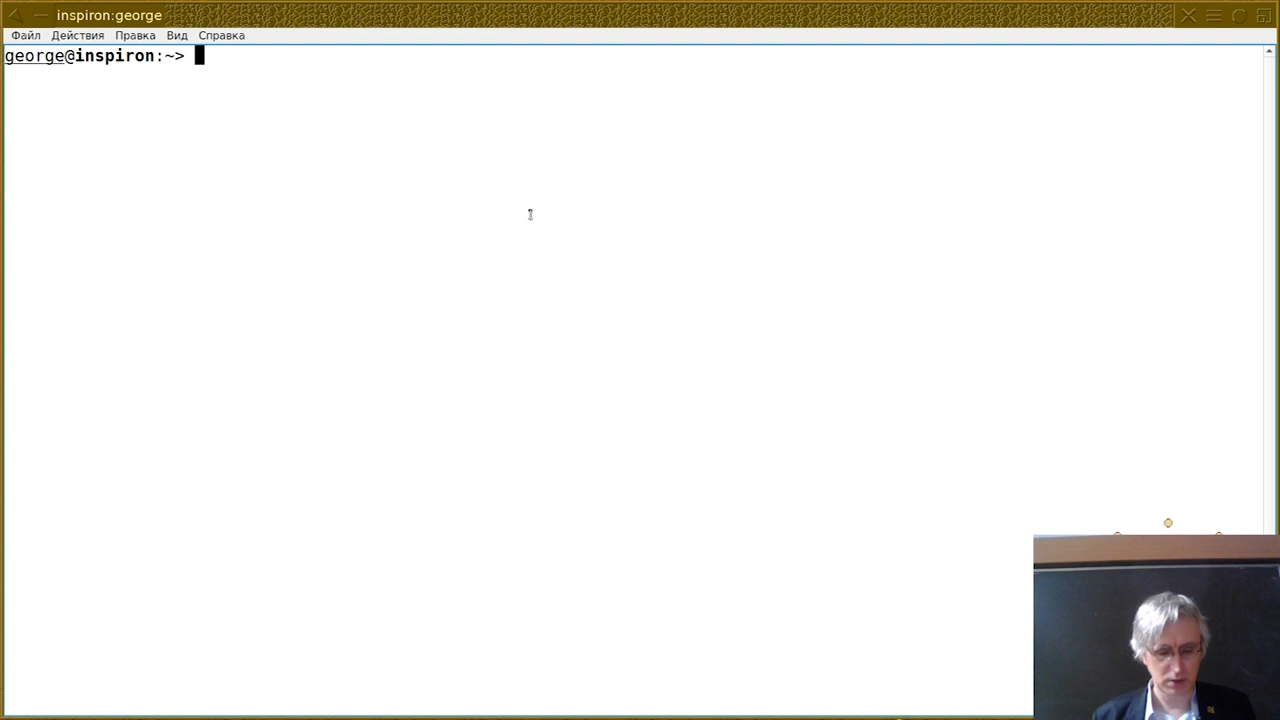 inspiron:george
Файл Действия Правка Вид Справка
george@inspiron:~>